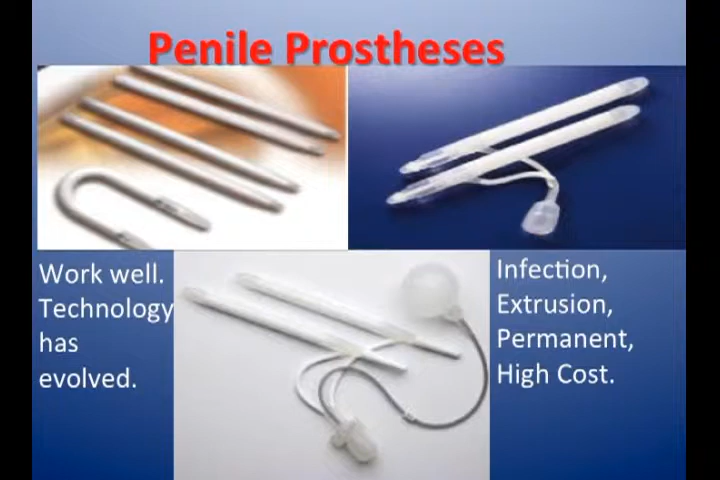 Penile Prostheses
Work well.
Technology
has
evolved.
Infection,
Extrusion,
Permanent,
High Cost.